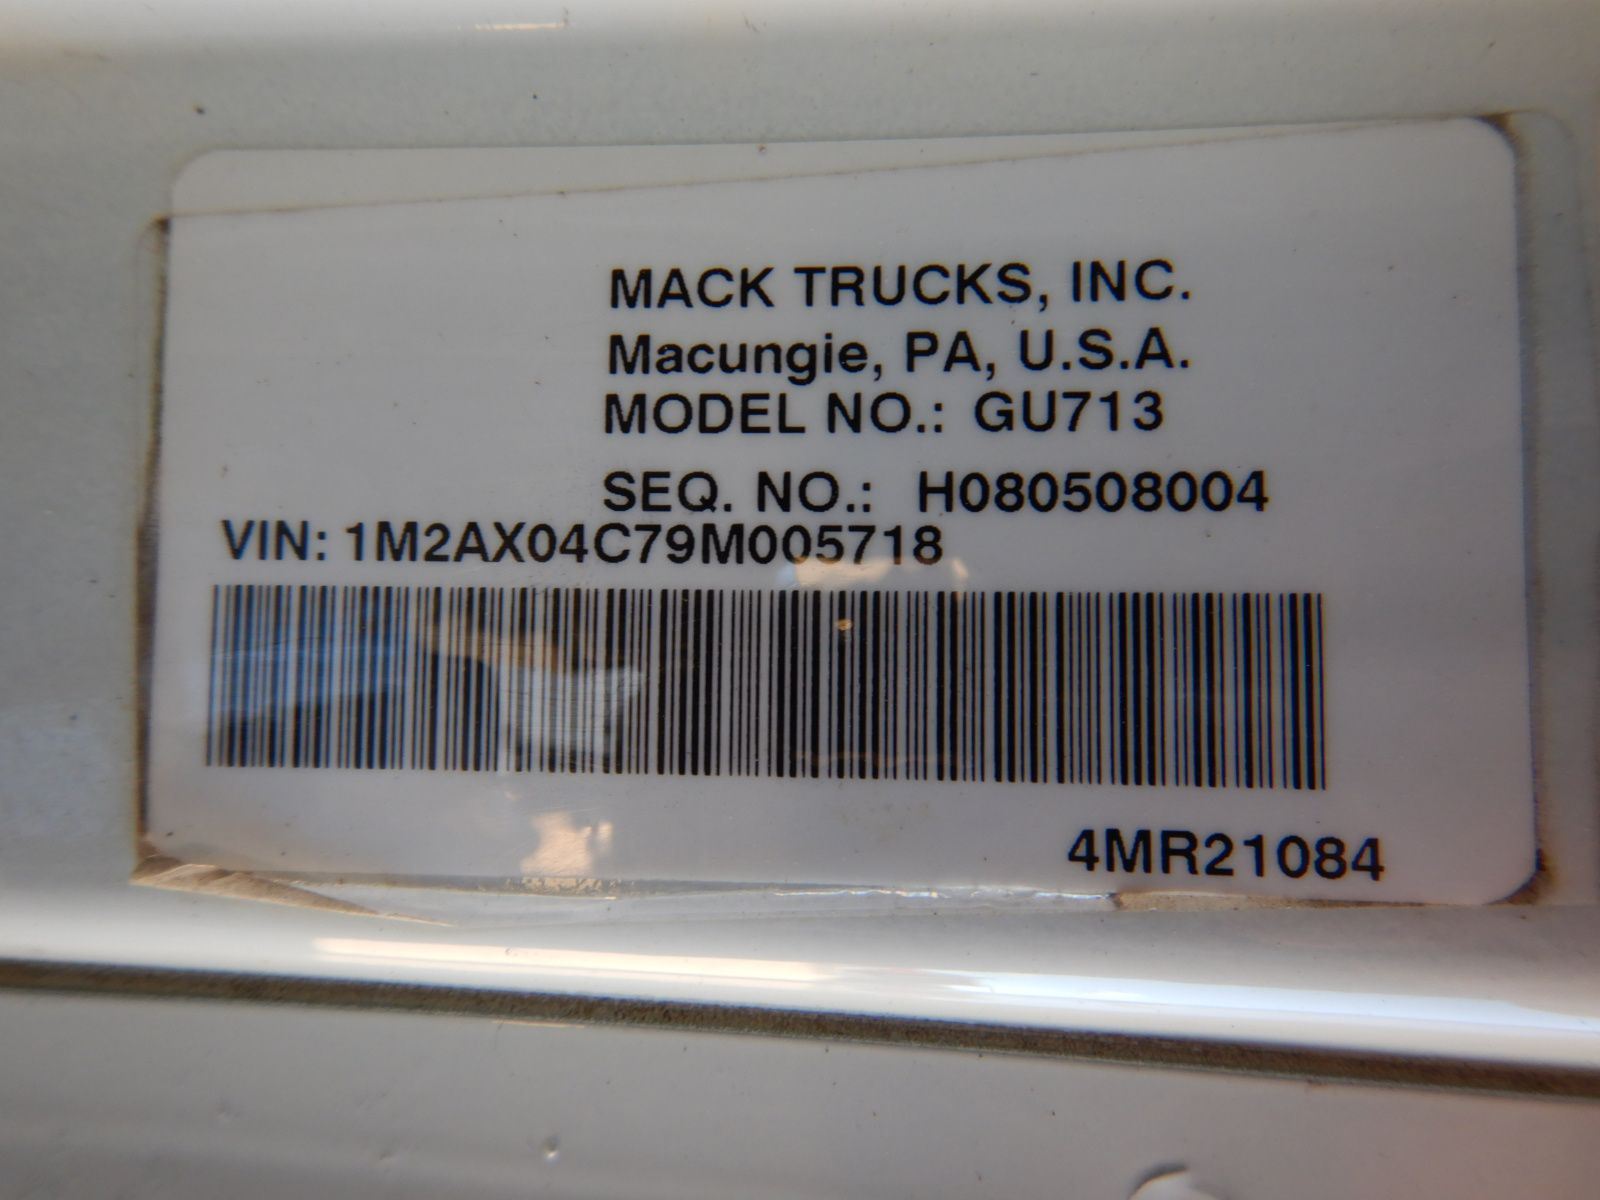 MACK TRUCKS, INC.
Macungie, PA, U.S.A.
MODEL NO.: GU713
SEQ. NO.: H080508004
VIN: 1M2AX04C79M005718
4MR21084